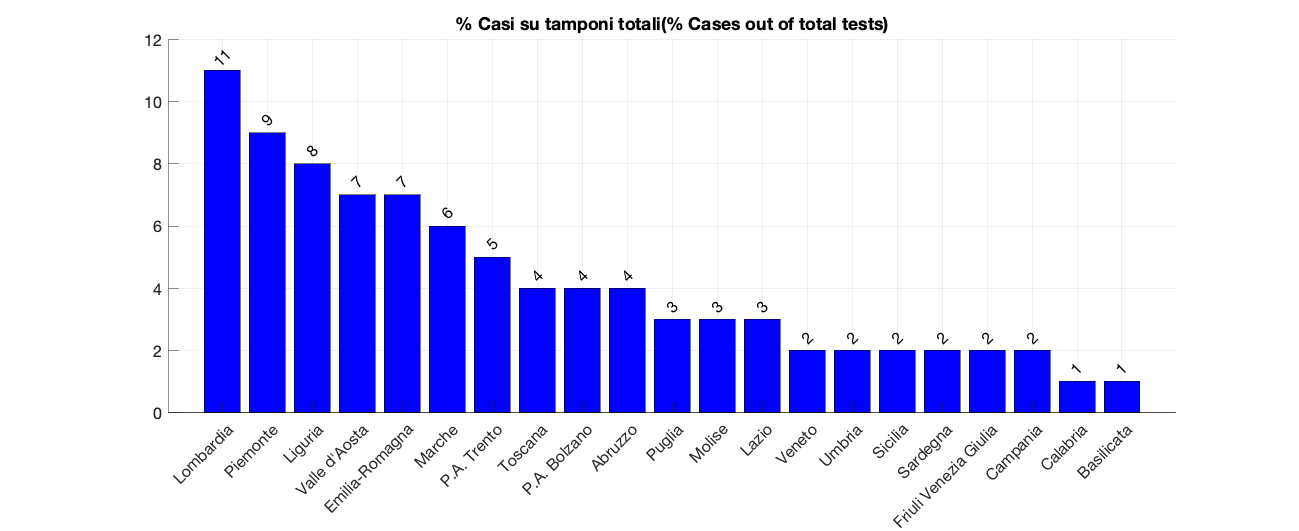 % Casi su tamponi totali(% Cases out of total tests)
12
10
8
6
4
2
0
11
9
8
7
7
6
5
4
4
4
3
3
3
2
2
2
2
2
2
1
1
Lombardia
Piemonte
Liguria
Valle d'Aosta
Emilia-Romagna
Marche
P.A. Trento
Toscana
P.A. Bolzano
Abruzzo
Puglia
Molise
Lazio
Veneto
Umbria
Sicilia
Sardegna
Friuli Venezia Giulia
Campania
Calabria
Basilicata